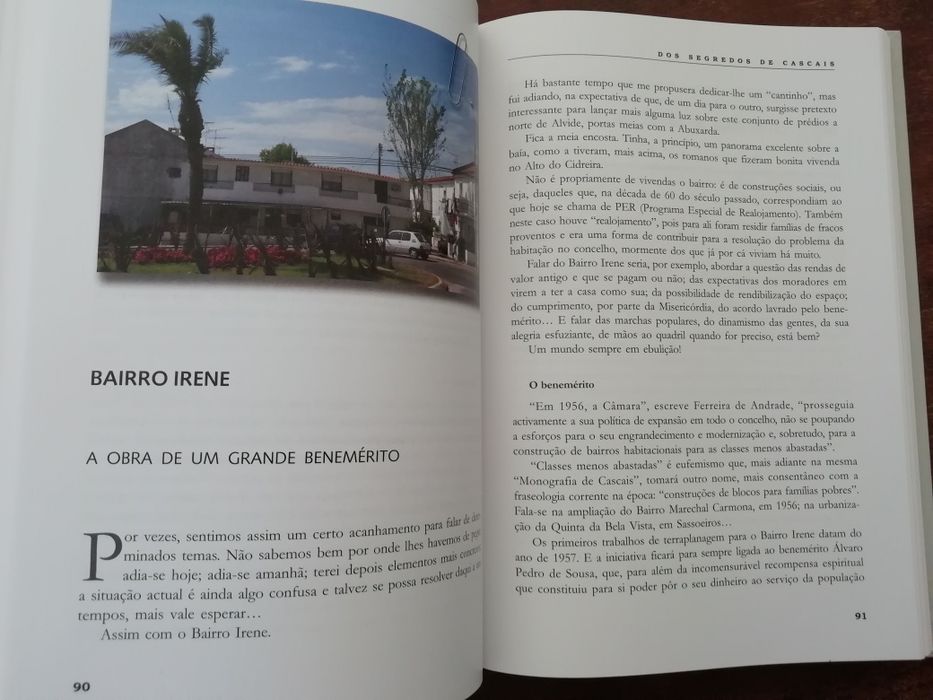 BAIRRO IRENE
A OBRA DE UM GRANDE BENEMÉRITO
Por vezes, sentimos assim um certo acanhamento para falar de
minados temas. Não sabemos bem por onde lhes havemos de
adia-se hoje; adia-se amanhã; terei depois elementos mais
a situação actual é ainda algo confusa e talvez se possa resolver daqui a
tempos, mais vale esperar…
Assim com o Bairro Irene.
90
DOS SEGREDOS DE CASCAIS
Há bastante tempo que me propusera dedicar-lhe um “cantinho”, mas
fui adiando, na expectativa de que, de um dia para o outro, surgisse pretexto
interessante para lançar mais alguma luz sobre este conjunto de prédios a
norte de Alvide, portas meias com a Abuxarda.
Fica a meia encosta. Tinha, a princípio, um panorama excelente sobre a
baía, como a tiveram, mais acima, os romanos que fizeram bonita vivenda
no Alto do Cidreira.
Não é propriamente de vivendas o bairro: é de construções sociais, ou
seja, daqueles que, na década de 60 do século passado, correspondiam ao
que hoje se chama de PER (Programa Especial de Realojamento). Também
neste caso houve “realojamento”, pois para ali foram residir famílias de fracos
proventos e era uma forma de contribuir para a resolução do problema da
habitação no concelho, mormente dos que já por cá viviam há muito.
Falar do Bairro Irene seria, por exemplo, abordar a questão das rendas de
valor antigo e que se pagam ou não; das expectativas dos moradores em
virem a ter a casa como sua; da possibilidade de rendibilização do espaço;
do cumprimento, por parte da Misericórdia, do acordo lavrado pelo bene-
mérito… E falar das marchas populares, do dinamismo das gentes, da sua
alegria esfuziante, de mãos ao quadril quando for preciso, está bem?
Um mundo sempre em ebulição!
O benemérito
“Em 1956, a Câmara”, escreve Ferreira de Andrade, “prosseguia
activamente a sua política de expansão em todo o concelho, não se poupando
a esforços para o seu engrandecimento e modernização e, sobretudo, para a
construção de bairros habitacionais para as classes menos abastadas”.
“Classes menos abastadas” é eufemismo que, mais adiante na mesma
“Monografia de Cascais”, tomará outro nome, mais consentâneo com a
fraseologia corrente na época: “construções de blocos para famílias pobres”.
Fala-se na ampliação do Bairro Marechal Carmona, em 1956; na urbaniza-
ção da Quinta da Bela Vista, em Sassoeiros…
Os primeiros trabalhos de terraplanagem para o Bairro Irene datam do
ano de 1957. E a iniciativa ficará para sempre ligada ao benemérito Álvaro
Pedro de Sousa, que, para além da incomensurável recompensa espiritual
que constituiu para si poder pôr o seu dinheiro ao serviço da população
91